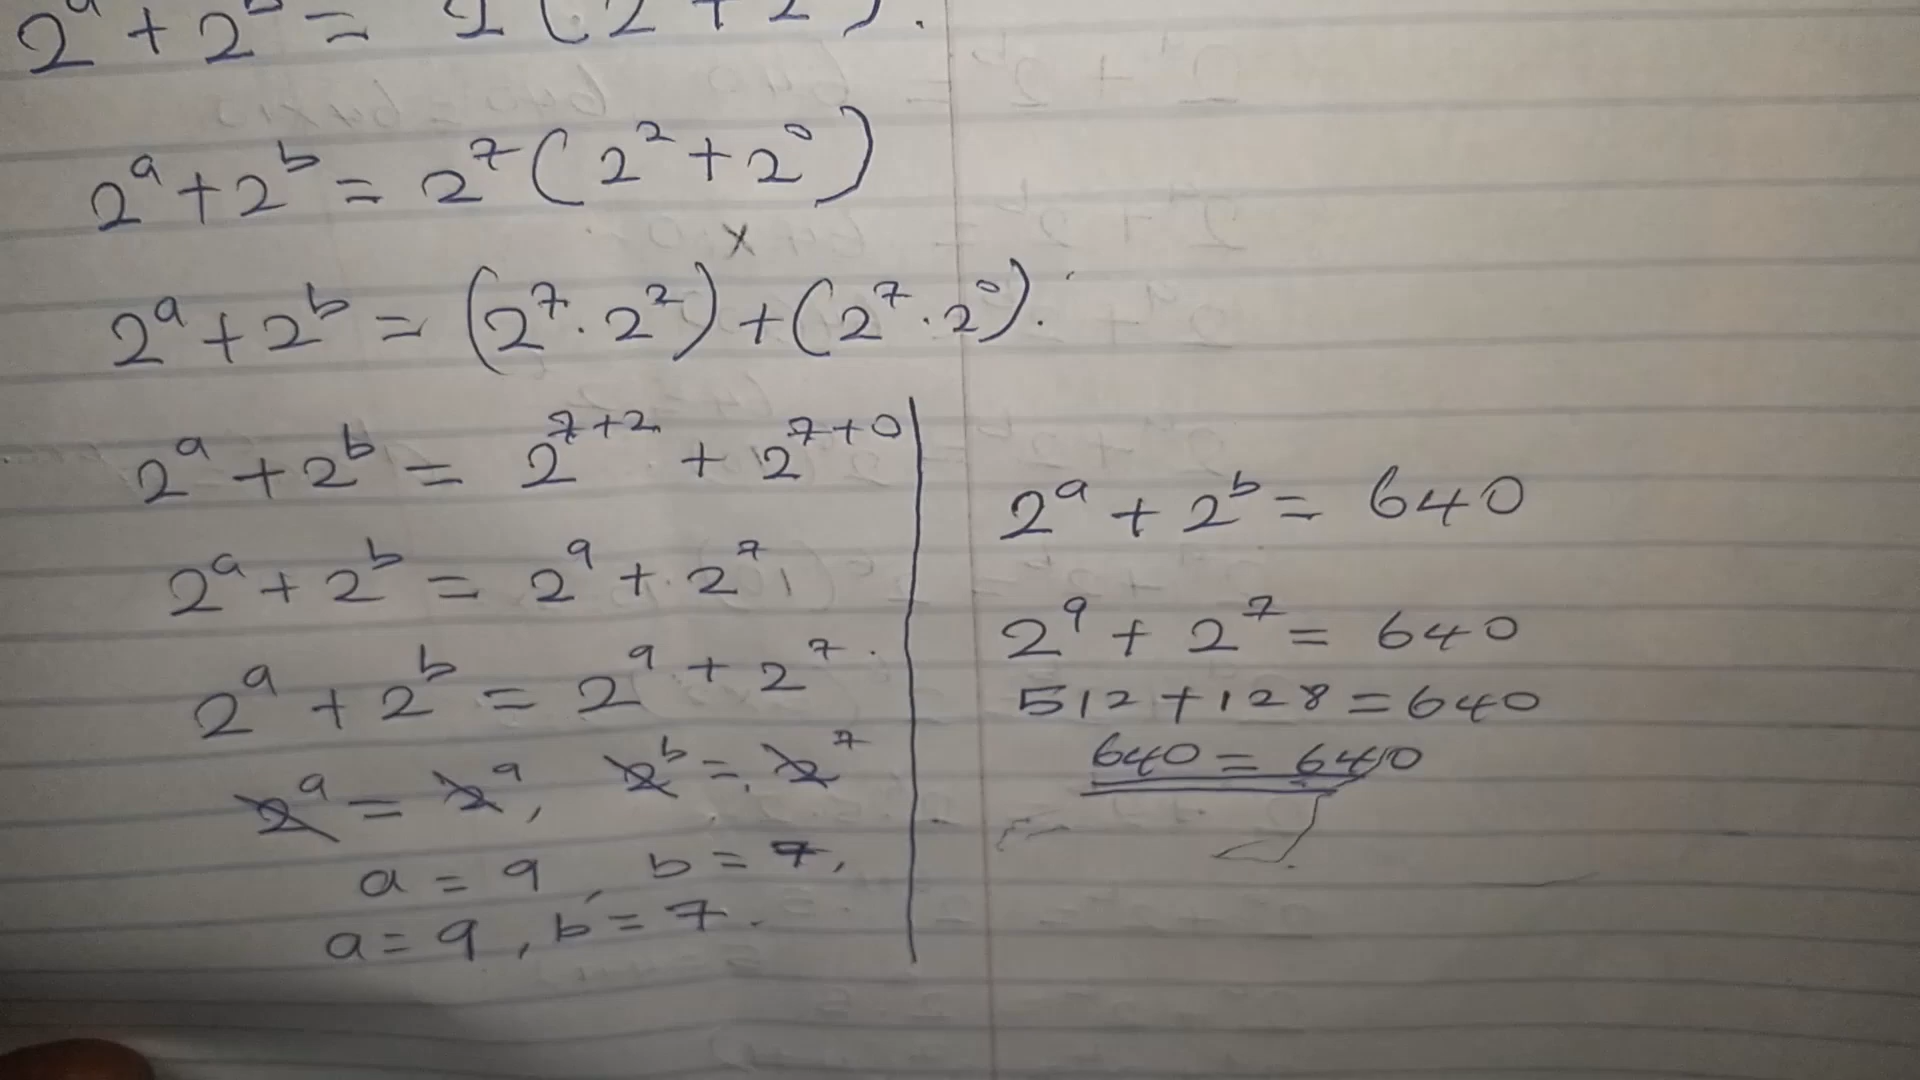 2^a + 2^b = 2^7 (2^2 + 2^0)
×
2^a + 2^b = (2^7 . 2^2) + (2^7 . 2^0).
2^a + 2^b = 2^{7+2} + 2^{7+0}
2^a + 2^b = 2^9 + 2^7
2^a + 2^b = 2^9 + 2^7.
2^a = 2^9, 2^b = 2^7
a = 9, b = 7,
a = 9, b = 7.
2^a + 2^b = 640
2^9 + 2^7 = 640
512 + 128 = 640
640 = 640